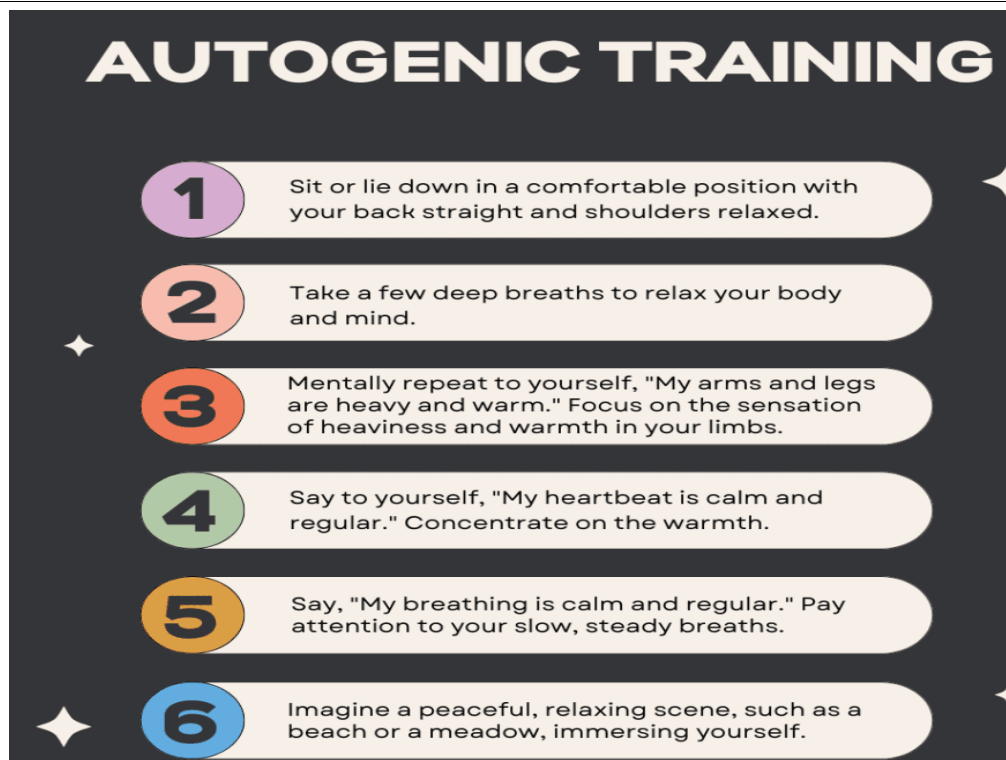 AUTOGENIC TRAINING
1
Sit or lie down in a comfortable position with
your back straight and shoulders relaxed.
2
Take a few deep breaths to relax your body
and mind.
3
Mentally repeat to yourself, "My arms and legs
are heavy and warm." Focus on the sensation
of heaviness and warmth in your limbs.
4
Say to yourself, "My heartbeat is calm and
regular." Concentrate on the warmth.
5
Say, "My breathing is calm and regular." Pay
attention to your slow, steady breaths.
6
Imagine a peaceful, relaxing scene, such as a
beach or a meadow, immersing yourself.